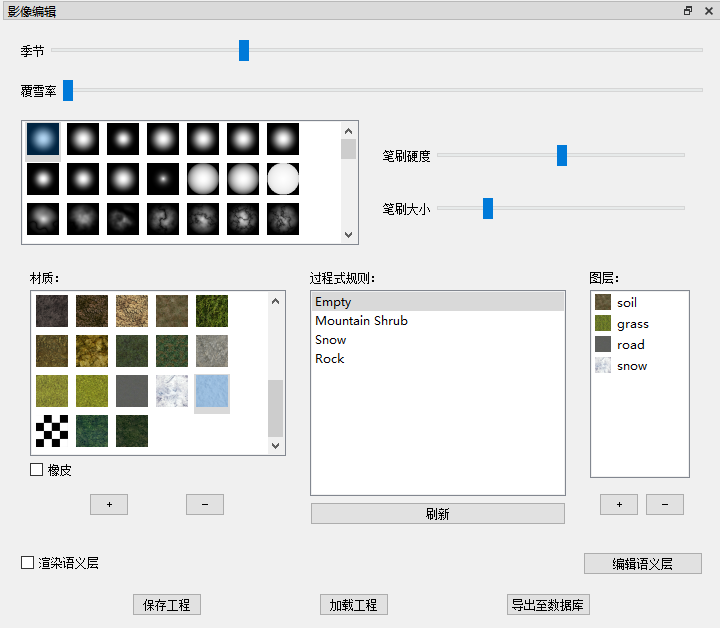 影像编辑
季节
覆雪率
笔刷硬度
笔刷大小
材质：
过程式规则：
图层：
Empty
Mountain Shrub
Snow
Rock
soil
grass
road
snow
橡皮
+
-
刷新
+
-
渲染语义层
编辑语义层
保存工程
加载工程
导出至数据库